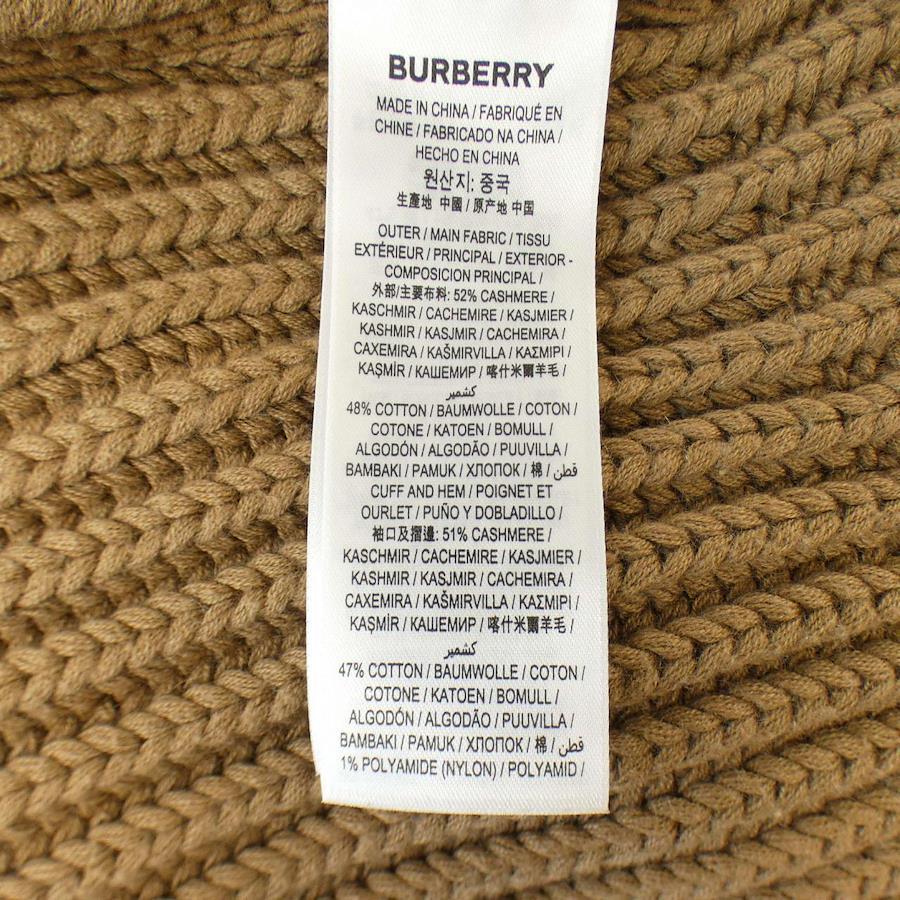 BURBERRY
MADE IN CHINA / FABRIQUÉ EN
CHINE / FABRICADO NA CHINA /
HECHO EN CHINA
원산지: 중국
生產地 中國 / 原产地 中国
OUTER / MAIN FABRIC / TISSU
EXTÉRIEUR / PRINCIPAL / EXTERIOR -
COMPOSICION PRINCIPAL /
外部/主要布料: 52% CASHMERE /
KASCHMIR / CACHEMIRE / KASJMIER /
KASHMIR / KASJMIR / CACHEMIRA /
CAXEMIRA / KAŠMIRVILLA / ΚΑΣΜΙΡΙ /
KAŞMİR / КАШЕМИР / 喀什米爾羊毛 /
كشمير
48% COTTON / BAUMWOLLE / COTON /
COTONE / KATOEN / BOMULL /
ALGODÓN / ALGODÃO / PUUVILLA /
BAMBAKI / PAMUK / ХЛОПОК / 棉 / قطن /
CUFF AND HEM / POIGNET ET
OURLET / PUÑO Y DOBLADILLO /
袖口及摺邊: 51% CASHMERE /
KASCHMIR / CACHEMIRE / KASJMIER /
KASHMIR / KASJMIR / CACHEMIRA /
CAXEMIRA / KAŠMIRVILLA / ΚΑΣΜΙΡΙ /
KAŞMİR / КАШЕМИР / 喀什米爾羊毛 /
كشمير
47% COTTON / BAUMWOLLE / COTON /
COTONE / KATOEN / BOMULL /
ALGODÓN / ALGODÃO / PUUVILLA /
BAMBAKI / PAMUK / ХЛОПОК / 棉 / قطن /
1% POLYAMIDE (NYLON) / POLYAMID /